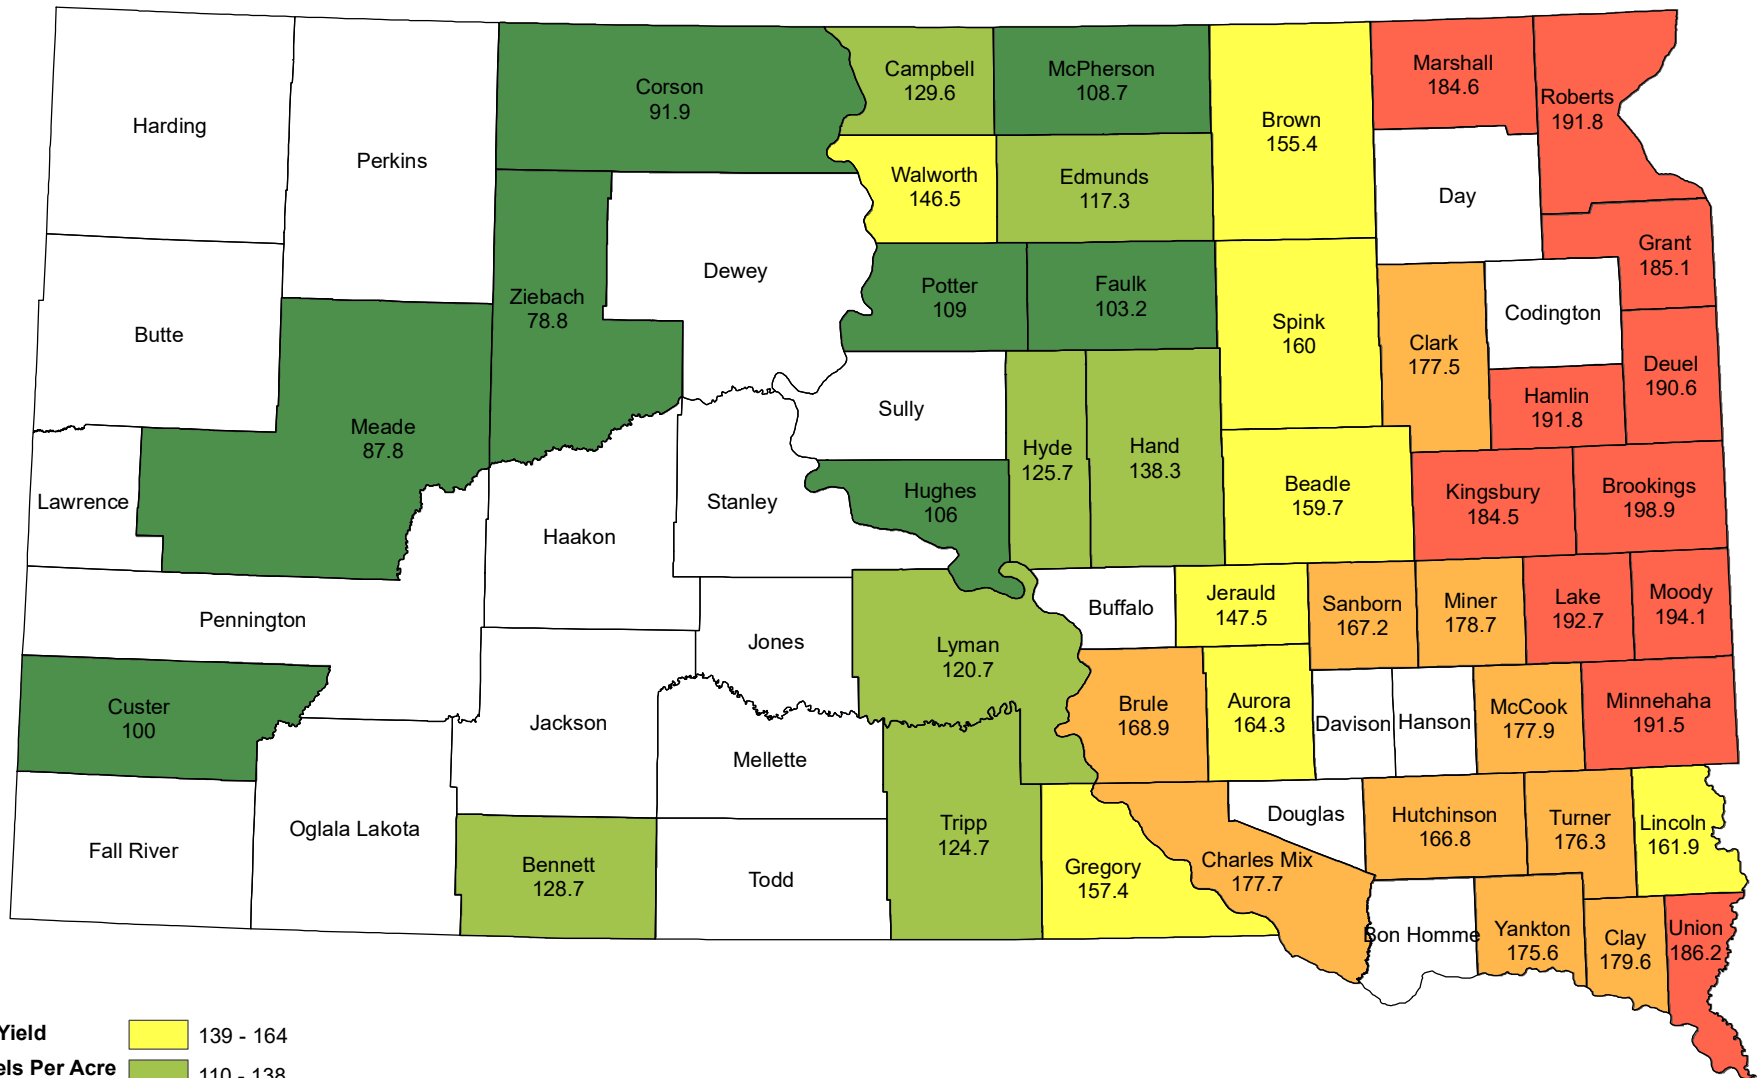 Harding
Perkins
Corson
91.9
Campbell
129.6
McPherson
108.7
Brown
155.4
Marshall
184.6
Roberts
191.8
Walworth
146.5
Edmunds
117.3
Day
Grant
185.1
Butte
Ziebach
78.8
Dewey
Potter
109
Faulk
103.2
Spink
160
Clark
177.5
Codington
Deuel
190.6
Hamlin
191.8
Meade
87.8
Sully
Hyde
125.7
Hand
138.3
Lawrence
Haakon
Stanley
Hughes
106
Beadle
159.7
Kingsbury
184.5
Brookings
198.9
Pennington
Jones
Lyman
120.7
Buffalo
Jerauld
147.5
Sanborn
167.2
Miner
178.7
Lake
192.7
Moody
194.1
Custer
100
Jackson
Mellette
Brule
168.9
Aurora
164.3
Davison
Hanson
McCook
177.9
Minnehaha
191.5
Fall River
Oglala Lakota
Bennett
128.7
Todd
Tripp
124.7
Gregory
157.4
Charles Mix
177.7
Douglas
Hutchinson
166.8
Turner
176.3
Lincoln
161.9
Bon Homme
Yankton
175.6
Clay
179.6
Union
186.2
Yield
139 - 164
els Per Acre
110 - 138